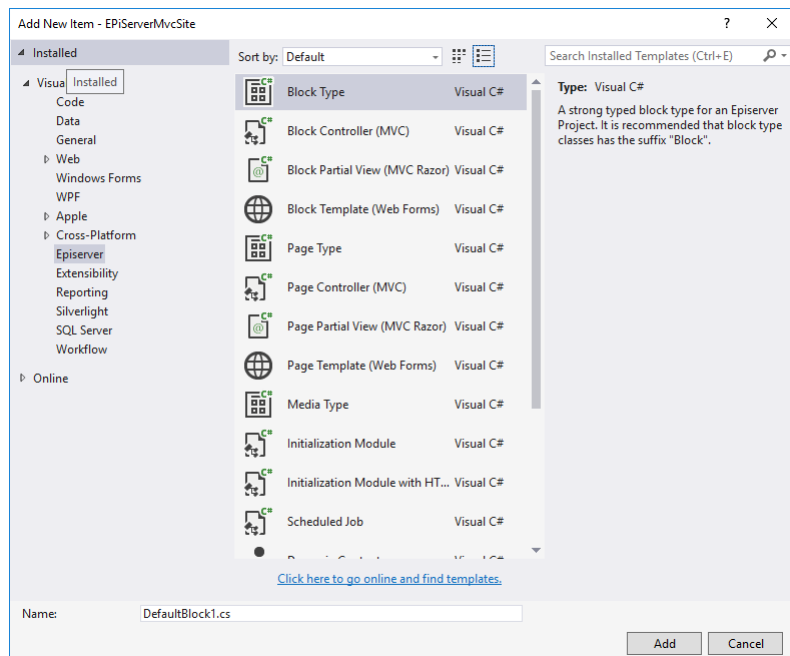 Add New Item - EPiServerMvcSite
?
Installed
Sort by: Default
Search Installed Templates (Ctrl+E)
Visua
Installed
Code
Data
General
Web
Windows Forms
WPF
Apple
Cross-Platform
Episerver
Extensibility
Reporting
Silverlight
SQL Server
Workflow
Online
Block Type Visual C#
Block Controller (MVC) Visual C#
Block Partial View (MVC Razor) Visual C#
Block Template (Web Forms) Visual C#
Page Type Visual C#
Page Controller (MVC) Visual C#
Page Partial View (MVC Razor) Visual C#
Page Template (Web Forms) Visual C#
Media Type Visual C#
Initialization Module Visual C#
Initialization Module with HT... Visual C#
Scheduled Job Visual C#
Click here to go online and find templates.
Type: Visual C#
A strong typed block type for an Episerver
Project. It is recommended that block type
classes has the suffix "Block".
Name: DefaultBlock1.cs
Add Cancel